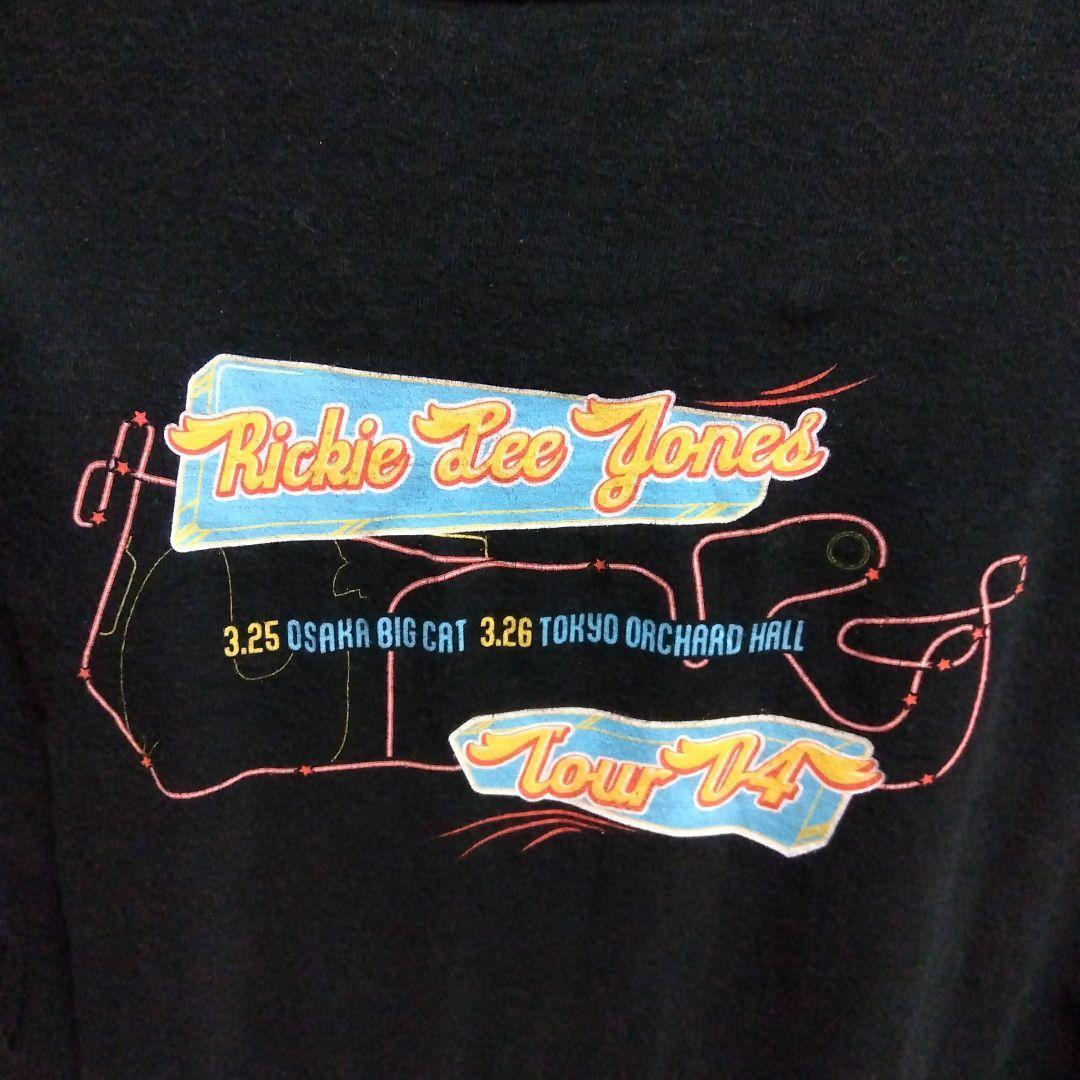 Rickie Lee Jones
3.25 OSAKA BIG CAT 3.26 TOKYO ORCHARD HALL
Tour 04